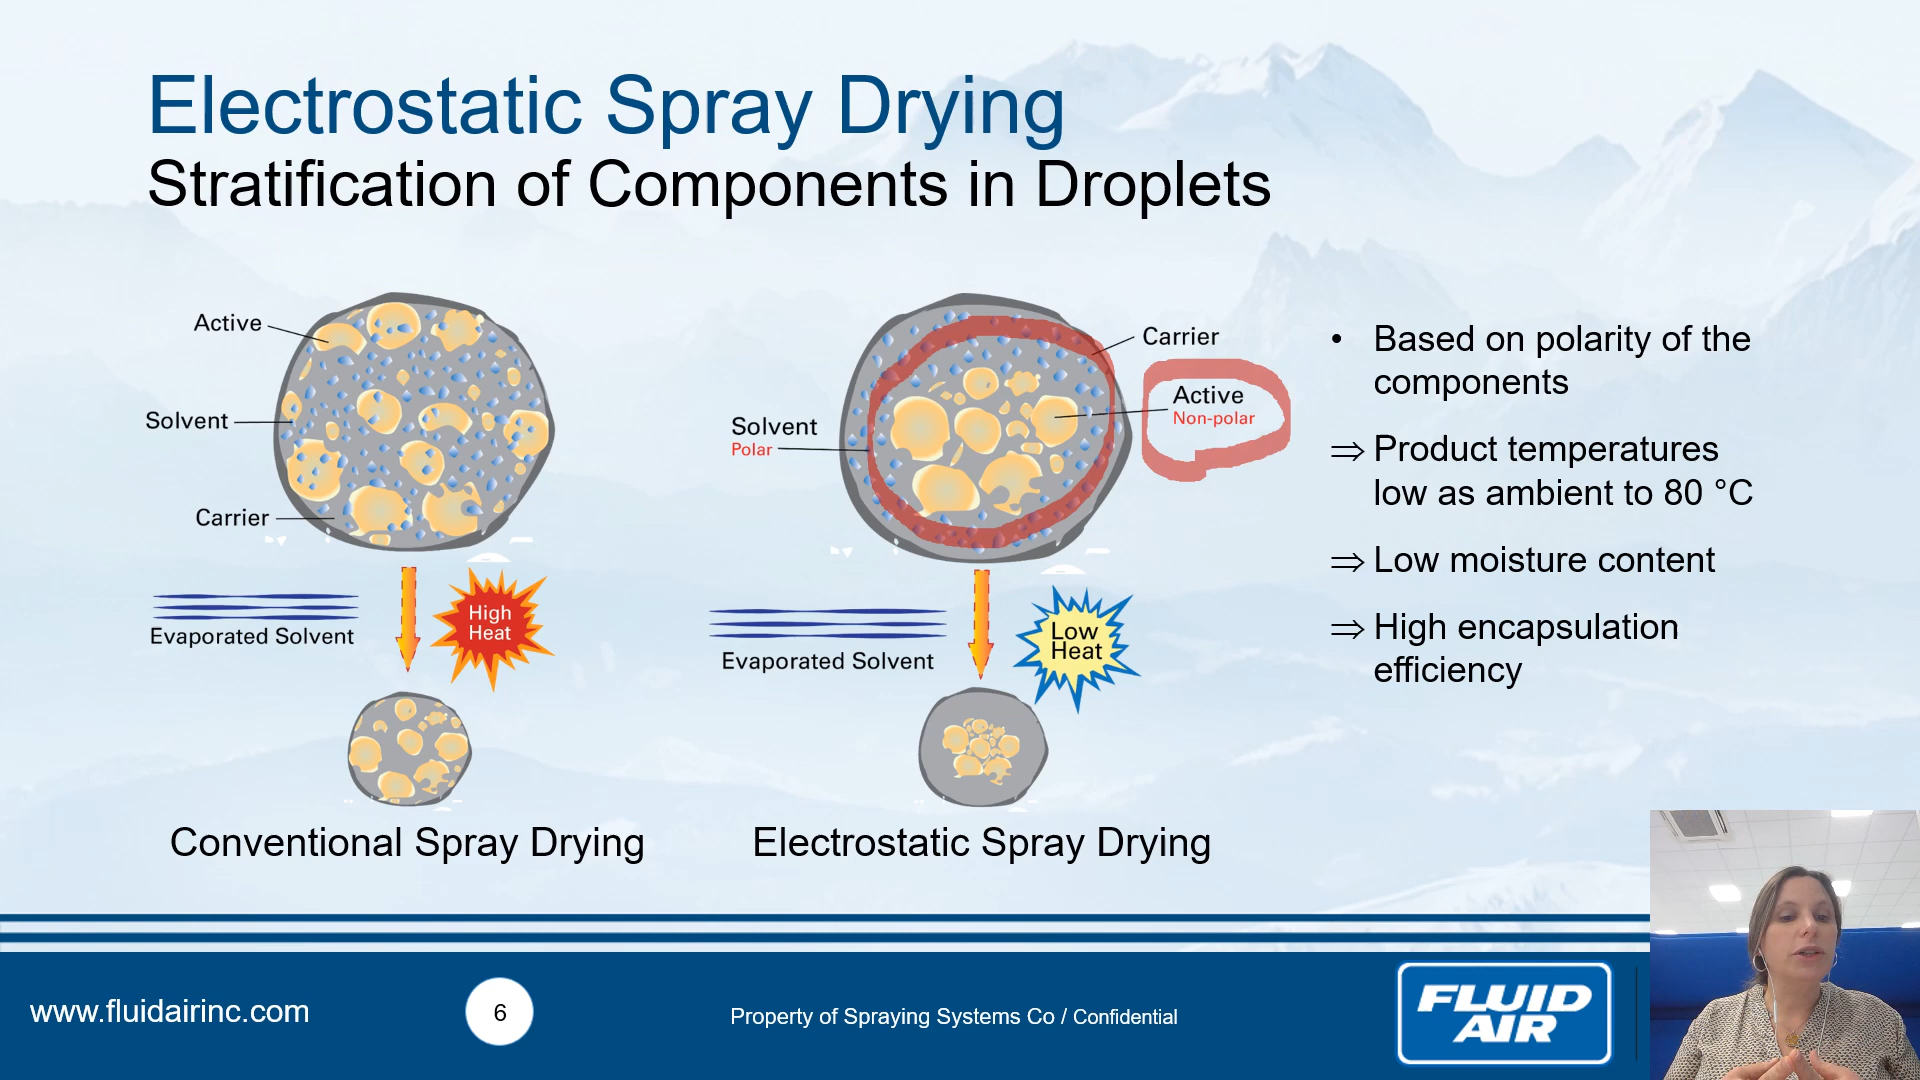 Electrostatic Spray Drying
Stratification of Components in Droplets
Active
Solvent
Carrier
Evaporated Solvent
High
Heat
Conventional Spray Drying
Carrier
Active
Non-polar
Solvent
Polar
Evaporated Solvent
Low
Heat
Electrostatic Spray Drying
• Based on polarity of the
components
⇒ Product temperatures
low as ambient to 80 °C
⇒ Low moisture content
⇒ High encapsulation
efficiency
www.fluidairinc.com
6
Property of Spraying Systems Co / Confidential
FLUID
AIR